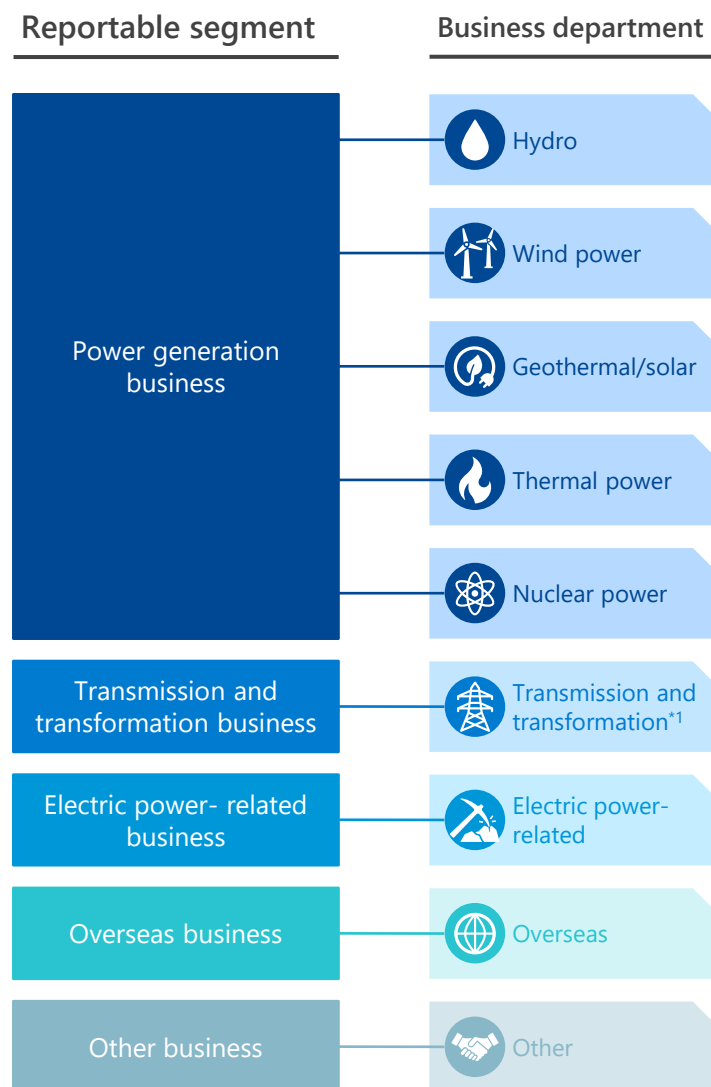 Reportable segment
Business department
Power generation
business
Hydro
Wind power
Geothermal/solar
Thermal power
Nuclear power
Transmission and
transformation business
Transmission and
transformation*1
Electric power- related
business
Electric power-
related
Overseas business
Overseas
Other business
Other